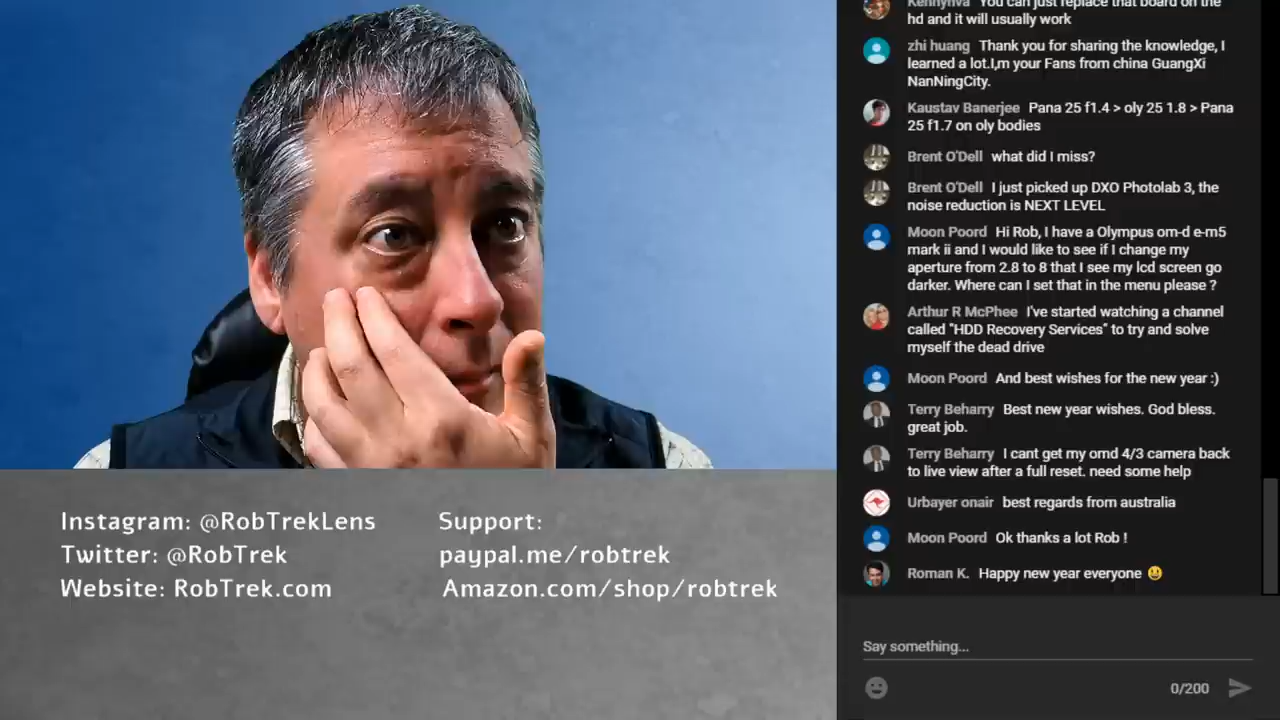 Instagram: @RobTrekLens
Twitter: @RobTrek
Website: RobTrek.com
Support:
paypal.me/robtrek
Amazon.com/shop/robtrek
Kennynva You can just replace that board on the
hd and it will usually work
zhi huang Thank you for sharing the knowledge, I
learned a lot.I,m your Fans from china GuangXi
NanNingCity.
Kaustav Banerjee Pana 25 f1.4 > oly 25 1.8 > Pana
25 f1.7 on oly bodies
Brent O'Dell what did I miss?
Brent O'Dell I just picked up DXO Photolab 3, the
noise reduction is NEXT LEVEL
Moon Poord Hi Rob, I have a Olympus om-d e-m5
mark ii and I would like to see if I change my
aperture from 2.8 to 8 that I see my lcd screen go
darker. Where can I set that in the menu please ?
Arthur R McPhee I've started watching a channel
called "HDD Recovery Services" to try and solve
myself the dead drive
Moon Poord And best wishes for the new year :)
Terry Beharry Best new year wishes. God bless.
great job.
Terry Beharry I cant get my omd 4/3 camera back
to live view after a full reset. need some help
Urbayer onair best regards from australia
Moon Poord Ok thanks a lot Rob !
Roman K. Happy new year everyone 😃
Say something...
0/200